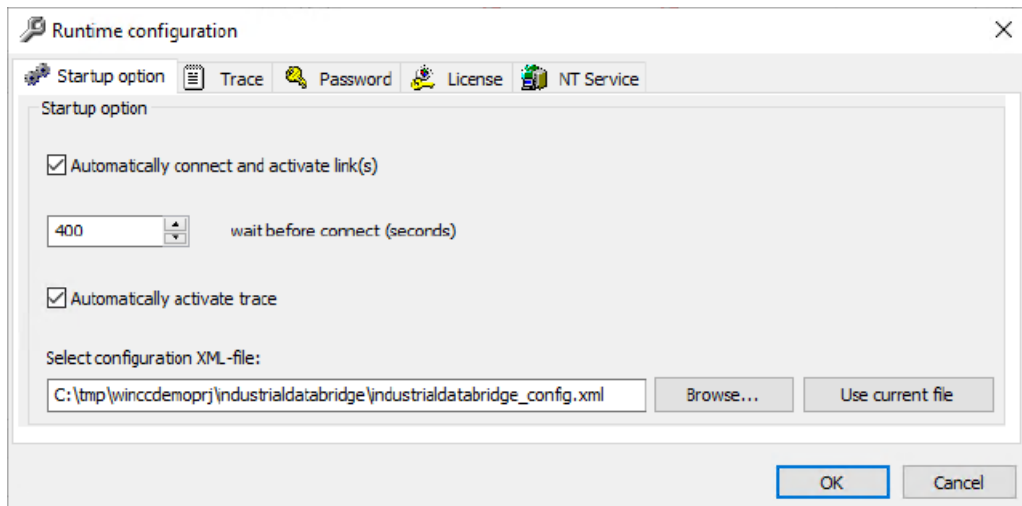 Runtime configuration
Startup option Trace Password License NT Service
Startup option
Automatically connect and activate link(s)
400 wait before connect (seconds)
Automatically activate trace
Select configuration XML-file:
C:\tmp\winccdemoprj\industrialdatabridge\industrialdatabridge_config.xml Browse... Use current file
OK Cancel